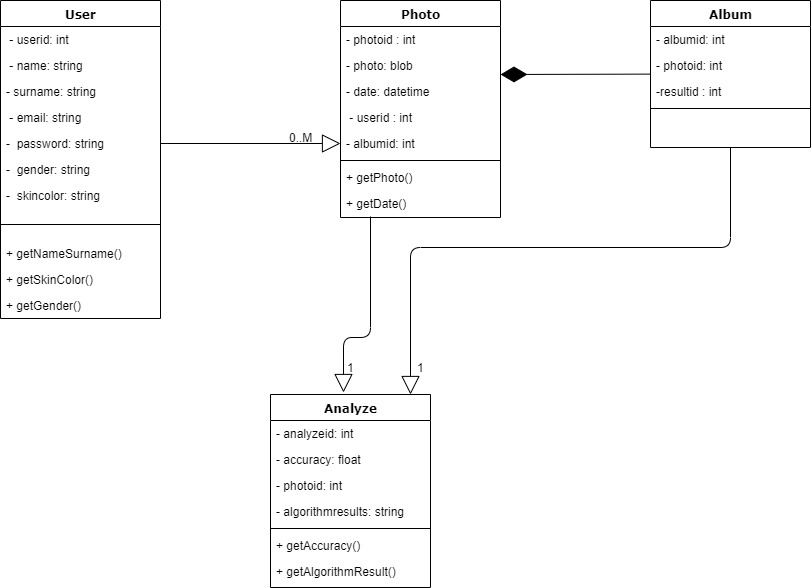 User
- userid: int
- name: string
- surname: string
- email: string
- password: string
- gender: string
- skincolor: string
+ getNameSurname()
+ getSkinColor()
+ getGender()
0..M
Photo
- photoid : int
- photo: blob
- date: datetime
- userid : int
- albumid: int
+ getPhoto()
+ getDate()
Album
- albumid: int
- photoid: int
-resultid : int
1
1
Analyze
- analyzeid: int
- accuracy: float
- photoid: int
- algorithmresults: string
+ getAccuracy()
+ getAlgorithmResult()